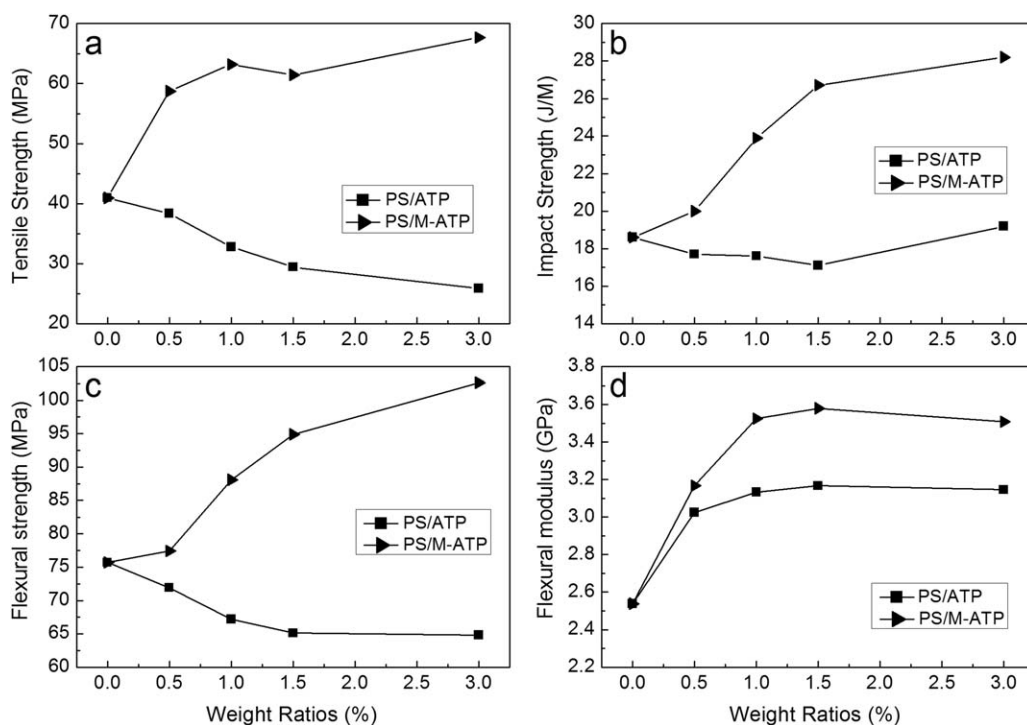 a
70
60
50
40
30
20
Tensile Strength (MPa)
PS/ATP
PS/M-ATP
0.0 0.5 1.0 1.5 2.0 2.5 3.0
b
30
28
26
24
22
20
18
16
14
Impact Strength (J/M)
PS/ATP
PS/M-ATP
0.0 0.5 1.0 1.5 2.0 2.5 3.0
c
105
100
95
90
85
80
75
70
65
60
Flexural strength (MPa)
PS/ATP
PS/M-ATP
0.0 0.5 1.0 1.5 2.0 2.5 3.0
Weight Ratios (%)
d
3.8
3.6
3.4
3.2
3.0
2.8
2.6
2.4
2.2
Flexural modulus (GPa)
PS/ATP
PS/M-ATP
0.0 0.5 1.0 1.5 2.0 2.5 3.0
Weight Ratios (%)